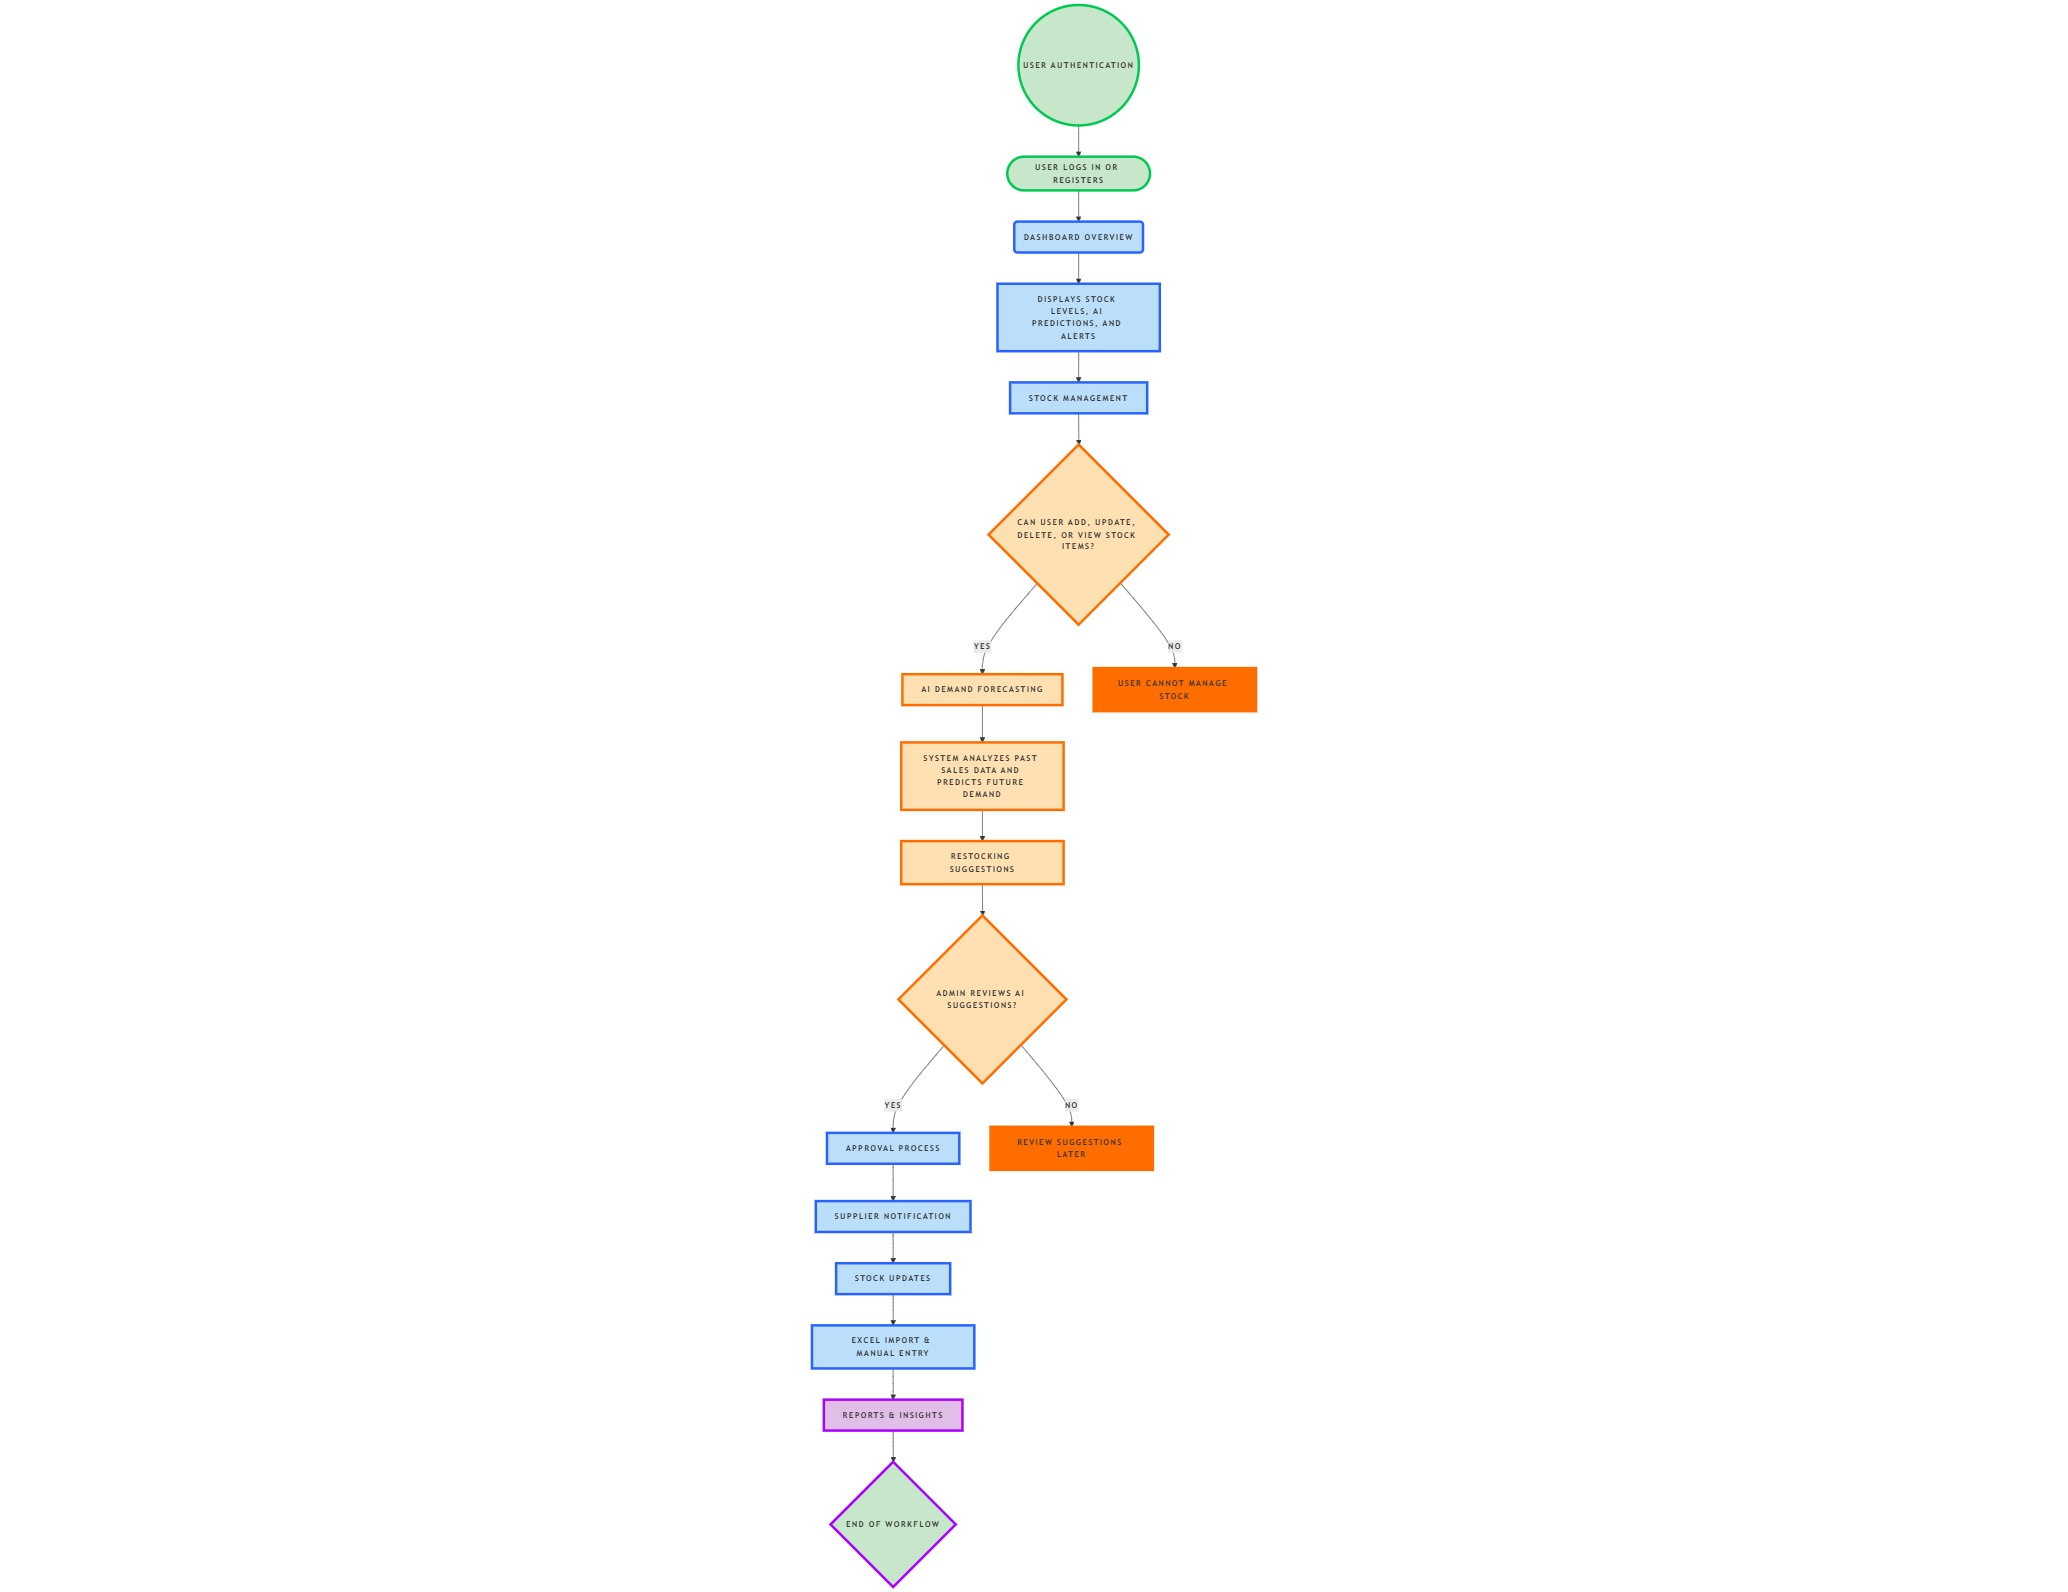 USER AUTHENTICATION
USER LOGS IN OR
REGISTERS
DASHBOARD OVERVIEW
DISPLAYS STOCK
LEVELS, AI
PREDICTIONS, AND
ALERTS
STOCK MANAGEMENT
CAN USER ADD, UPDATE,
DELETE, OR VIEW STOCK
ITEMS?
YES
NO
AI DEMAND FORECASTING
USER CANNOT MANAGE
STOCK
SYSTEM ANALYZES PAST
SALES DATA AND
PREDICTS FUTURE
DEMAND
RESTOCKING
SUGGESTIONS
ADMIN REVIEWS AI
SUGGESTIONS?
YES
NO
APPROVAL PROCESS
REVIEW SUGGESTIONS
LATER
SUPPLIER NOTIFICATION
STOCK UPDATES
EXCEL IMPORT &
MANUAL ENTRY
REPORTS & INSIGHTS
END OF WORKFLOW